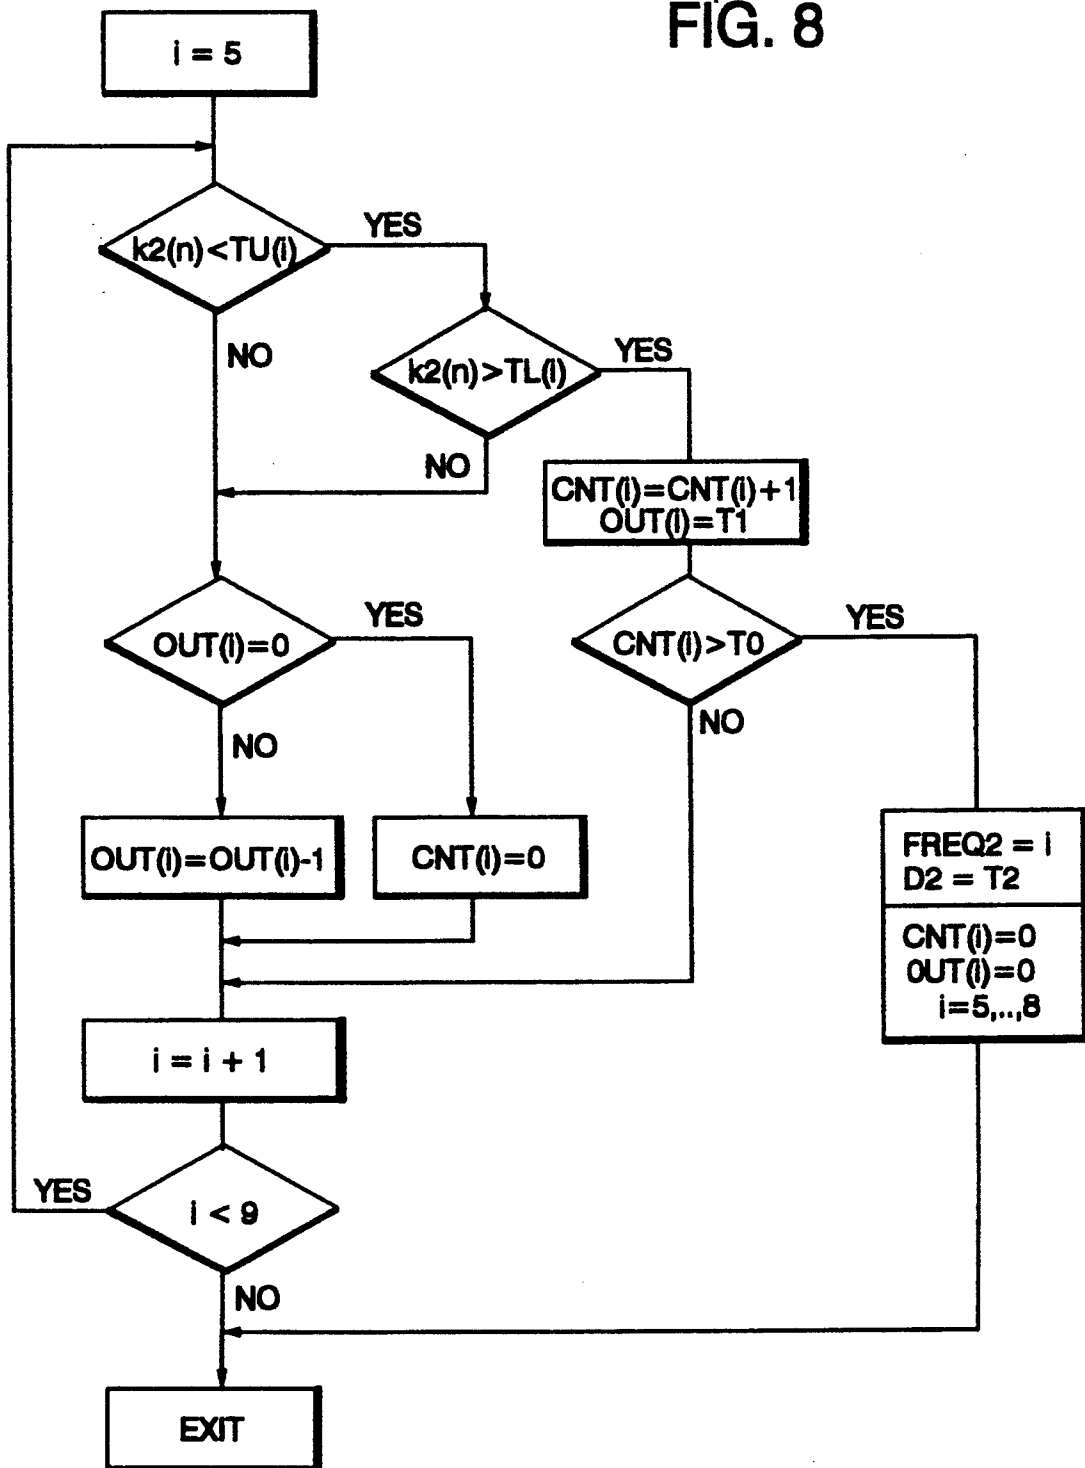 FIG. 8
i = 5
k2(n)<TU(i)
YES
NO
k2(n)>TL(i)
YES
NO
CNT(i)=CNT(i)+1
OUT(i)=T1
OUT(i)=0
YES
NO
CNT(i)>T0
YES
NO
OUT(i)=OUT(i)-1
CNT(i)=0
FREQ2 = i
D2 = T2
CNT(i)=0
0UT(i)=0
i=5,..,8
i = i + 1
i < 9
YES
NO
EXIT